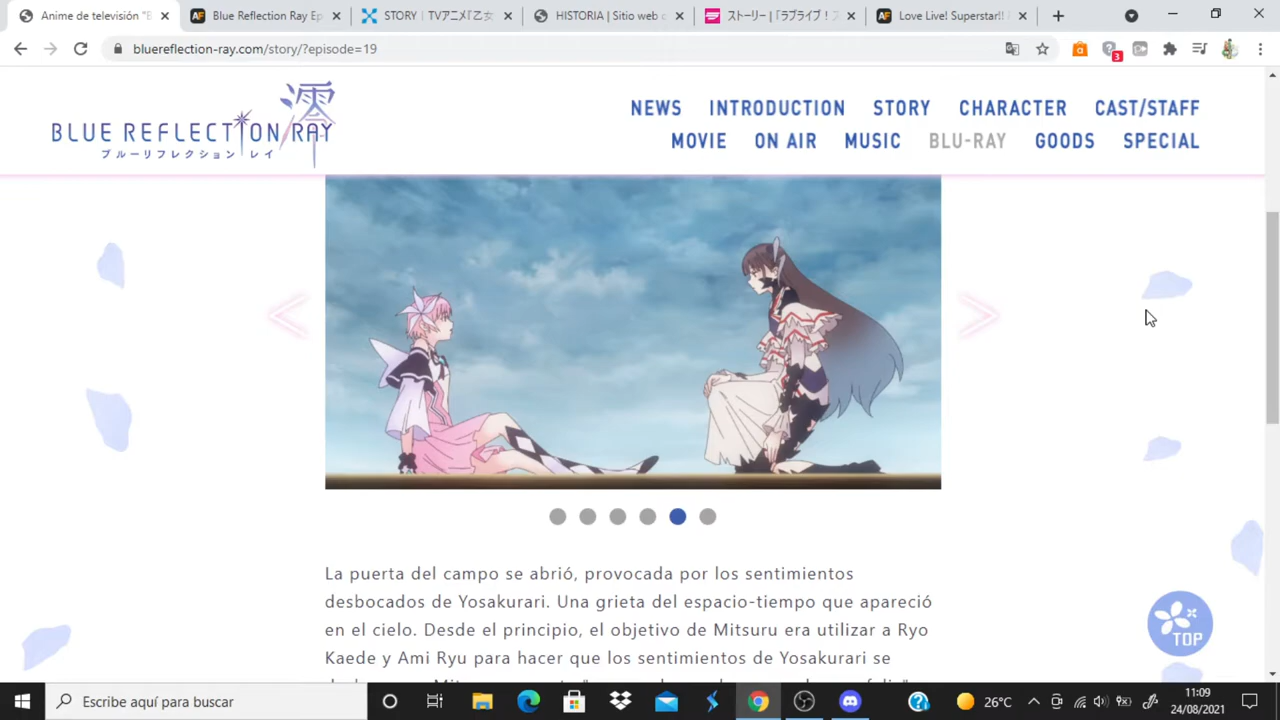 Anime de televisión "B
Blue Reflection Ray Ep
STORY | TVアニメ『乙女
HISTORIA | Sitio web o
ストーリー | 「ラブライブ！ス
Love Live! Superstar!!
bluereflection-ray.com/story/?episode=19
3
澪
BLUE REFLECTION RAY
ブルーリフレクション レイ
NEWS INTRODUCTION STORY CHARACTER CAST/STAFF
MOVIE ON AIR MUSIC BLU-RAY GOODS SPECIAL
La puerta del campo se abrió, provocada por los sentimientos
desbocados de Yosakurari. Una grieta del espacio-tiempo que apareció
en el cielo. Desde el principio, el objetivo de Mitsuru era utilizar a Ryo
Kaede y Ami Ryu para hacer que los sentimientos de Yosakurari se
TOP
Escribe aquí para buscar
26°C
11:09
24/08/2021